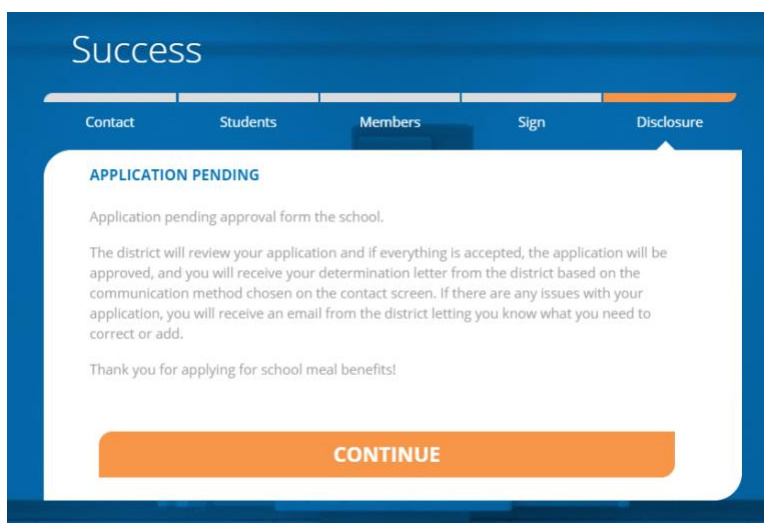 Success
Contact Students Members Sign Disclosure
APPLICATION PENDING
Application pending approval form the school.
The district will review your application and if everything is accepted, the application will be
approved, and you will receive your determination letter from the district based on the
communication method chosen on the contact screen. If there are any issues with your
application, you will receive an email from the district letting you know what you need to
correct or add.
Thank you for applying for school meal benefits!
CONTINUE